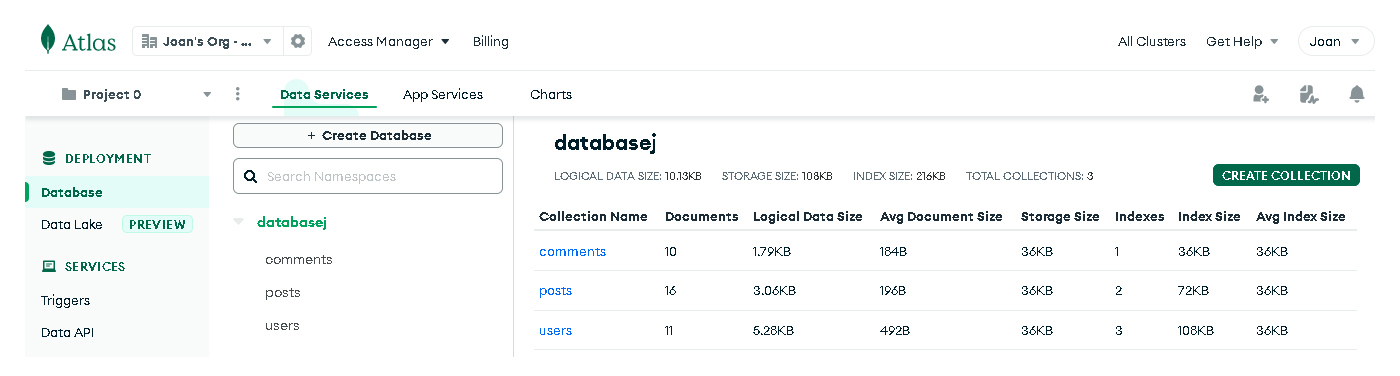 Atlas Joan's Org - ... Access Manager Billing All Clusters Get Help Joan
Project 0 Data Services App Services Charts
DEPLOYMENT
Database
Data Lake PREVIEW
SERVICES
Triggers
Data API
+ Create Database
Search Namespaces
databasej
comments
posts
users
databasej
LOGICAL DATA SIZE: 10.13KB STORAGE SIZE: 108KB INDEX SIZE: 216KB TOTAL COLLECTIONS: 3 CREATE COLLECTION
Collection Name Documents Logical Data Size Avg Document Size Storage Size Indexes Index Size Avg Index Size
comments 10 1.79KB 184B 36KB 1 36KB 36KB
posts 16 3.06KB 196B 36KB 2 72KB 36KB
users 11 5.28KB 492B 36KB 3 108KB 36KB